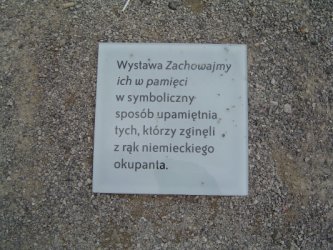 Wystawa Zachowajmy
ich w pamięci
w symboliczny
sposób upamiętnia
tych, którzy zginęli
z rąk niemieckiego
okupanta.